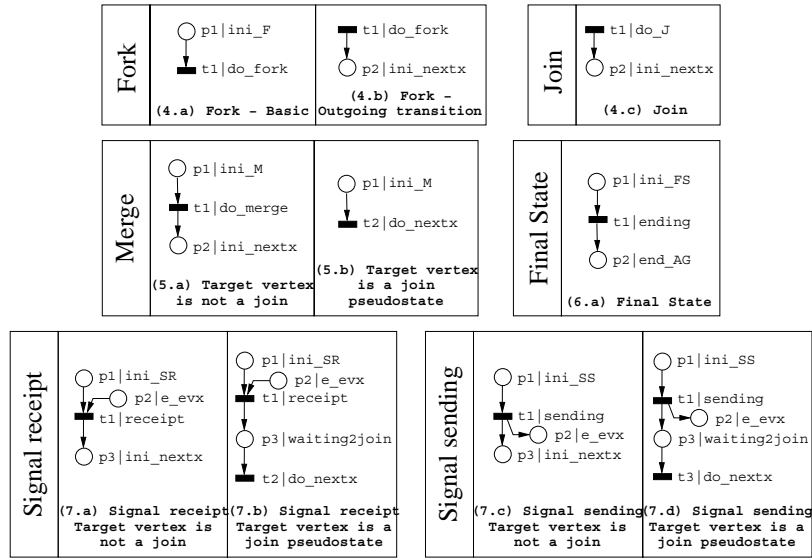 Fork
p1|ini_F
t1|do_fork
(4.a) Fork - Basic
t1|do_fork
p2|ini_nextx
(4.b) Fork -
Outgoing transition
Join
t1|do_J
p2|ini_nextx
(4.c) Join
Merge
p1|ini_M
t1|do_merge
p2|ini_nextx
(5.a) Target vertex
is not a join
p1|ini_M
t2|do_nextx
(5.b) Target vertex
is a join
pseudostate
Final State
p1|ini_FS
t1|ending
p2|end_AG
(6.a) Final State
Signal receipt
p1|ini_SR
p2|e_evx
t1|receipt
p3|ini_nextx
(7.a) Signal receipt
Target vertex is
not a join
p1|ini_SR
p2|e_evx
t1|receipt
p3|waiting2join
t2|do_nextx
(7.b) Signal receipt
Target vertex is a
join pseudostate
Signal sending
p1|ini_SS
t1|sending
p2|e_evx
p3|ini_nextx
(7.c) Signal sending
Target vertex is
not a join
p1|ini_SS
t1|sending
p2|e_evx
p3|waiting2join
t3|do_nextx
(7.d) Signal sending
Target vertex is a
join pseudostate